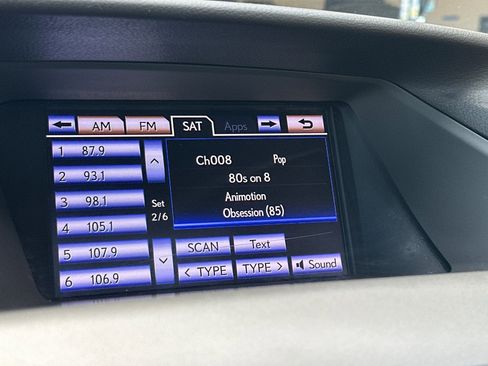 AM FM SAT Apps
1 87.9
2 93.1
3 98.1
4 105.1
5 107.9
6 106.9
Set
2/6
Ch008 Pop
80s on 8
Animotion
Obsession (85)
SCAN Text
< TYPE TYPE > Sound